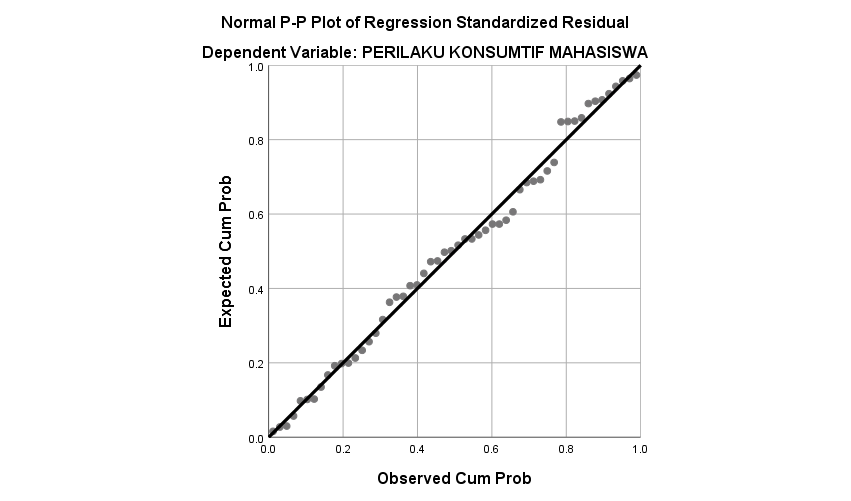 Normal P-P Plot of Regression Standardized Residual
Dependent Variable: PERILAKU KONSUMTIF MAHASISWA
Expected Cum Prob
1.0
0.8
0.6
0.4
0.2
0.0
0.0 0.2 0.4 0.6 0.8 1.0
Observed Cum Prob